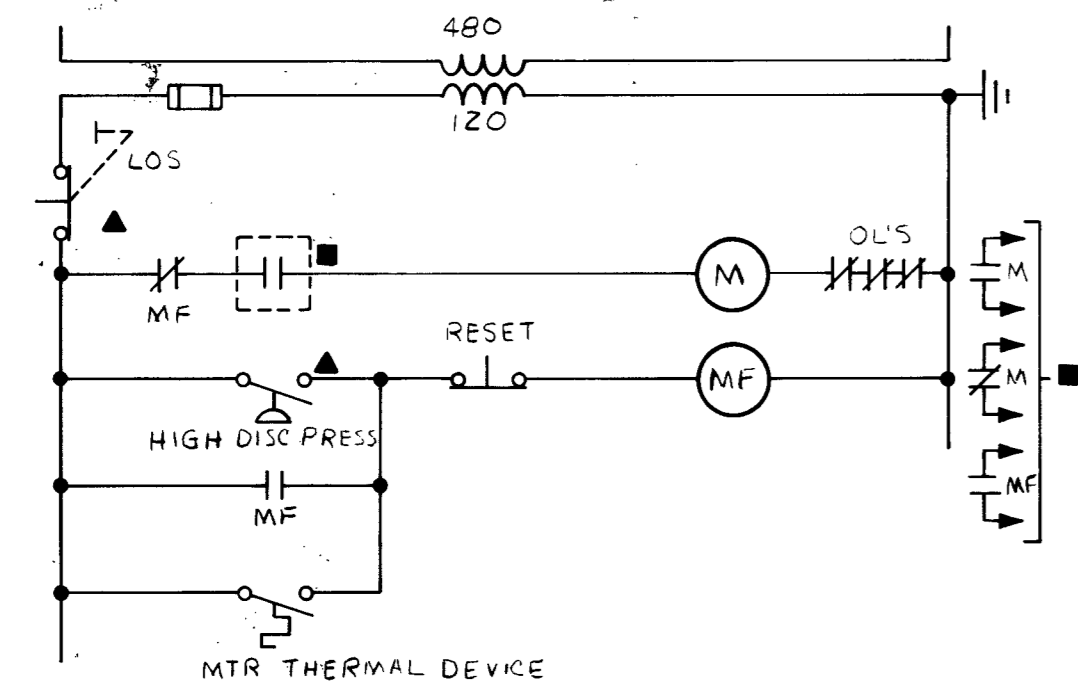 480
120
LOS
OL'S
M
M
MF
RESET
MF
M
HIGH DISC PRESS
MF
MF
MTR THERMAL DEVICE